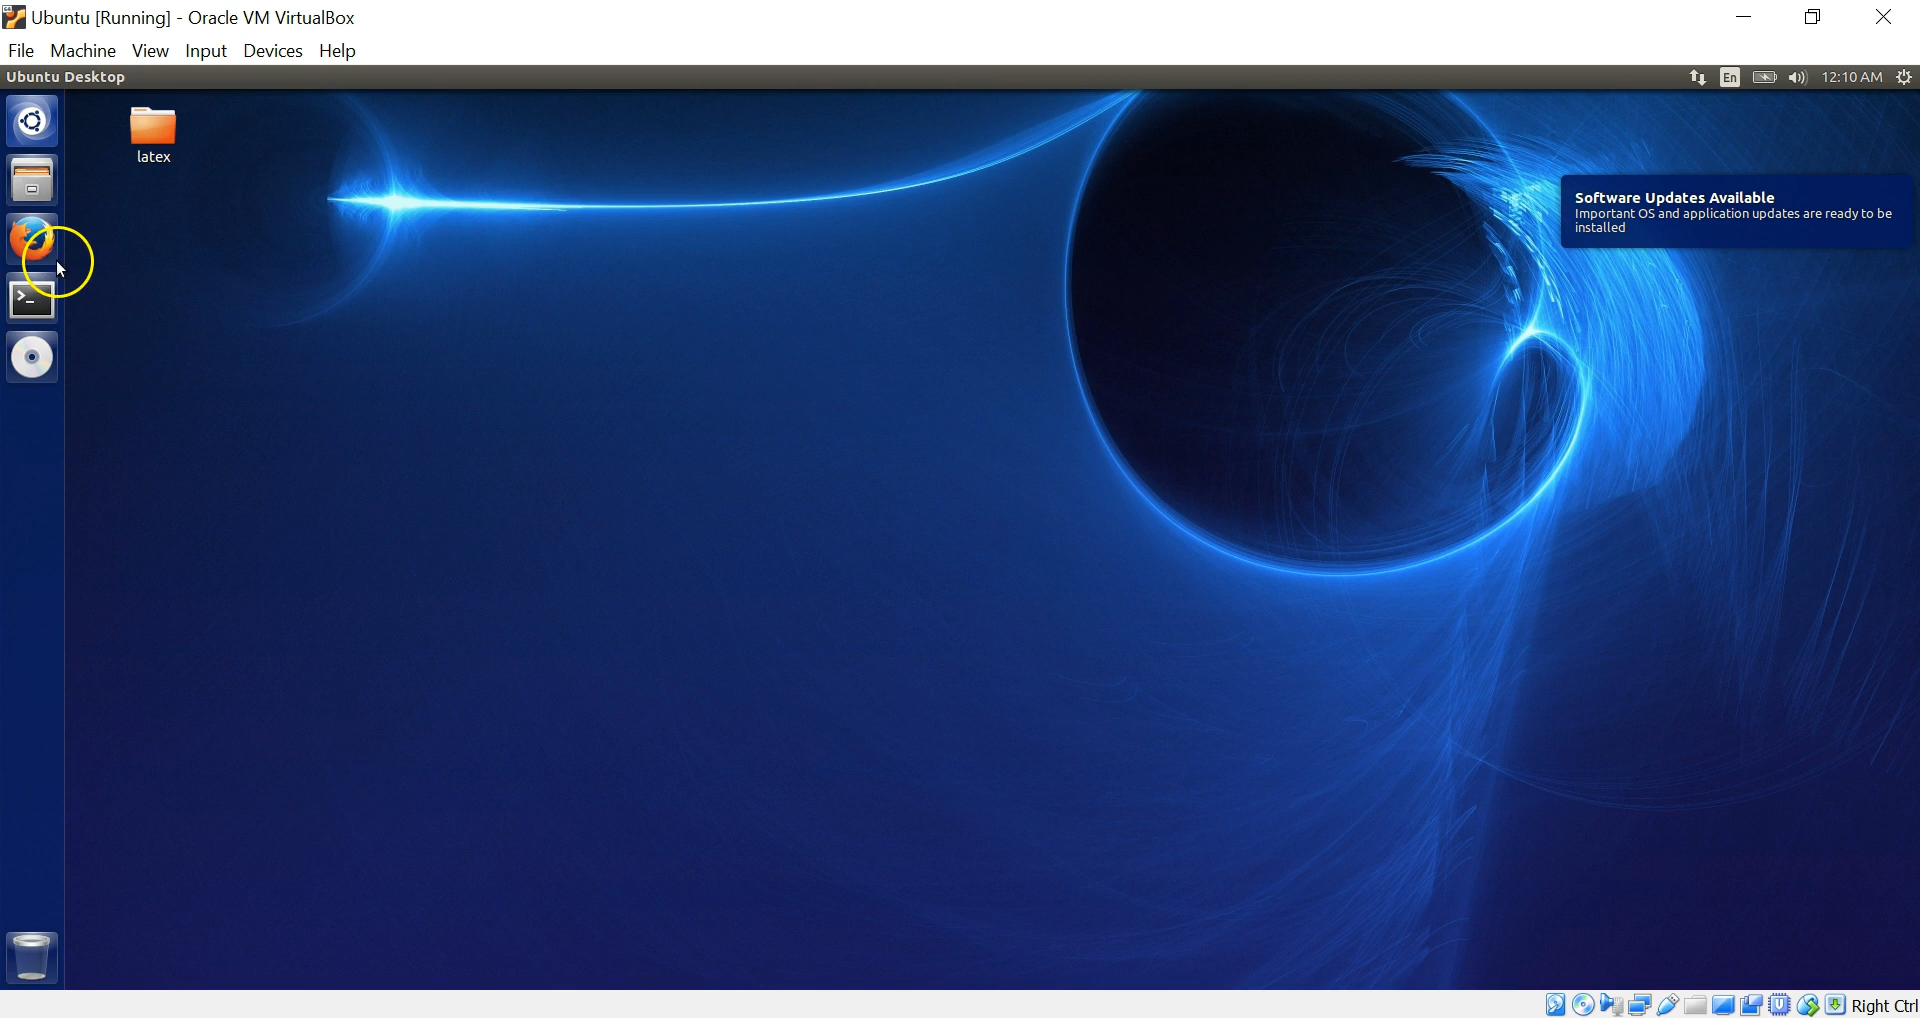 Ubuntu [Running] - Oracle VM VirtualBox
File Machine View Input Devices Help
Ubuntu Desktop En 12:10 AM
latex
Software Updates Available
Important OS and application updates are ready to be
installed
>_
Right Ctrl